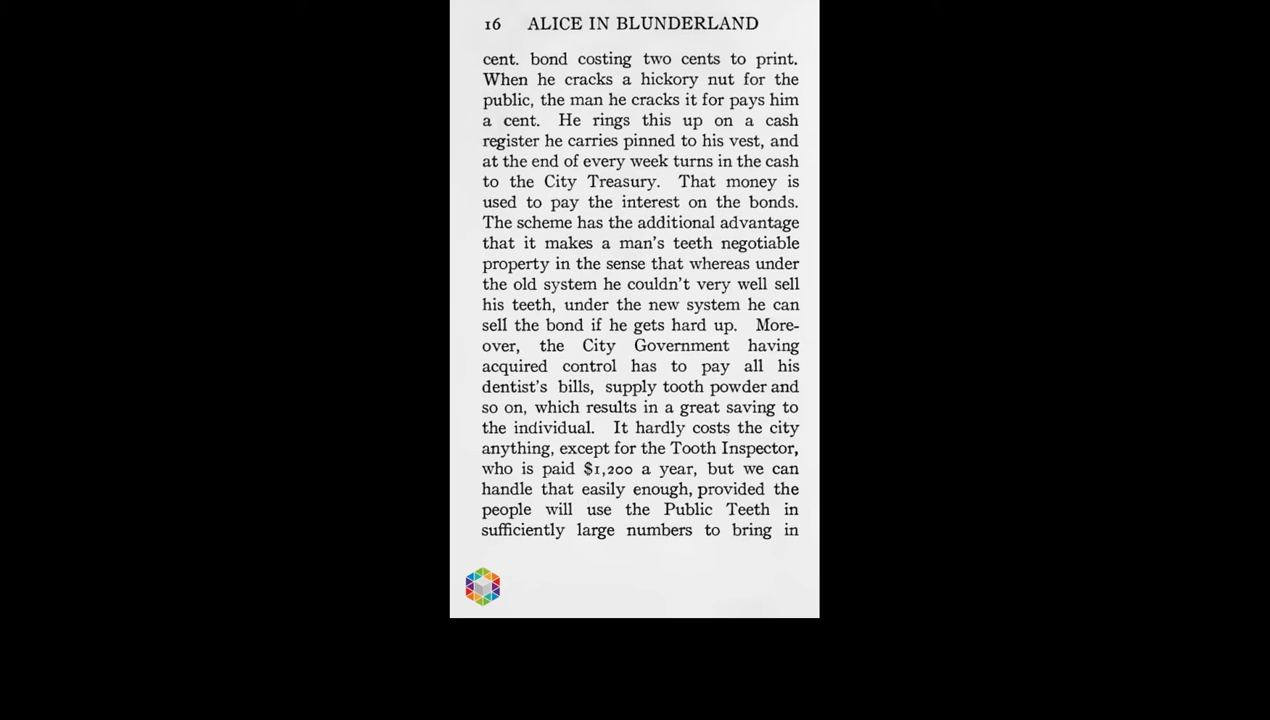 16 ALICE IN BLUNDERLAND
cent. bond costing two cents to print.
When he cracks a hickory nut for the
public, the man he cracks it for pays him
a cent. He rings this up on a cash
register he carries pinned to his vest, and
at the end of every week turns in the cash
to the City Treasury. That money is
used to pay the interest on the bonds.
The scheme has the additional advantage
that it makes a man's teeth negotiable
property in the sense that whereas under
the old system he couldn't very well sell
his teeth, under the new system he can
sell the bond if he gets hard up. More-
over, the City Government having
acquired control has to pay all his
dentist's bills, supply tooth powder and
so on, which results in a great saving to
the individual. It hardly costs the city
anything, except for the Tooth Inspector,
who is paid $1,200 a year, but we can
handle that easily enough, provided the
people will use the Public Teeth in
sufficiently large numbers to bring in